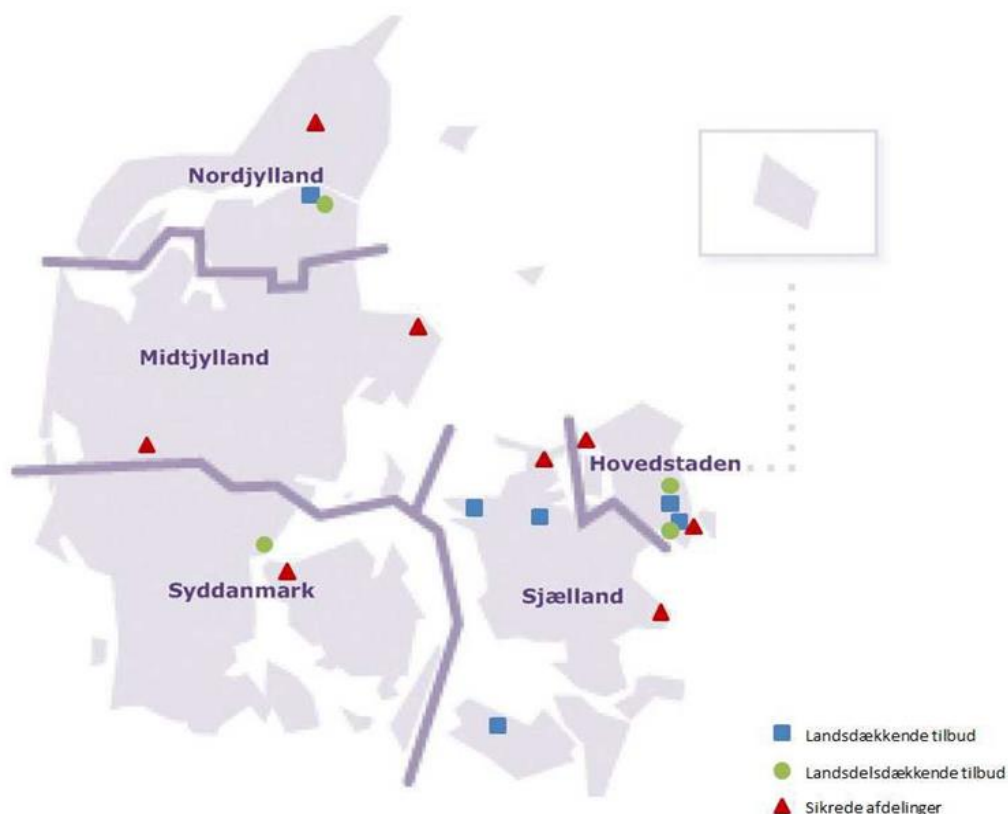 Nordjylland
Midtjylland
Hovedstaden
Syddanmark
Sjælland
Landsdækkende tilbud
Landsdelsdækkende tilbud
Sikrede afdelinger